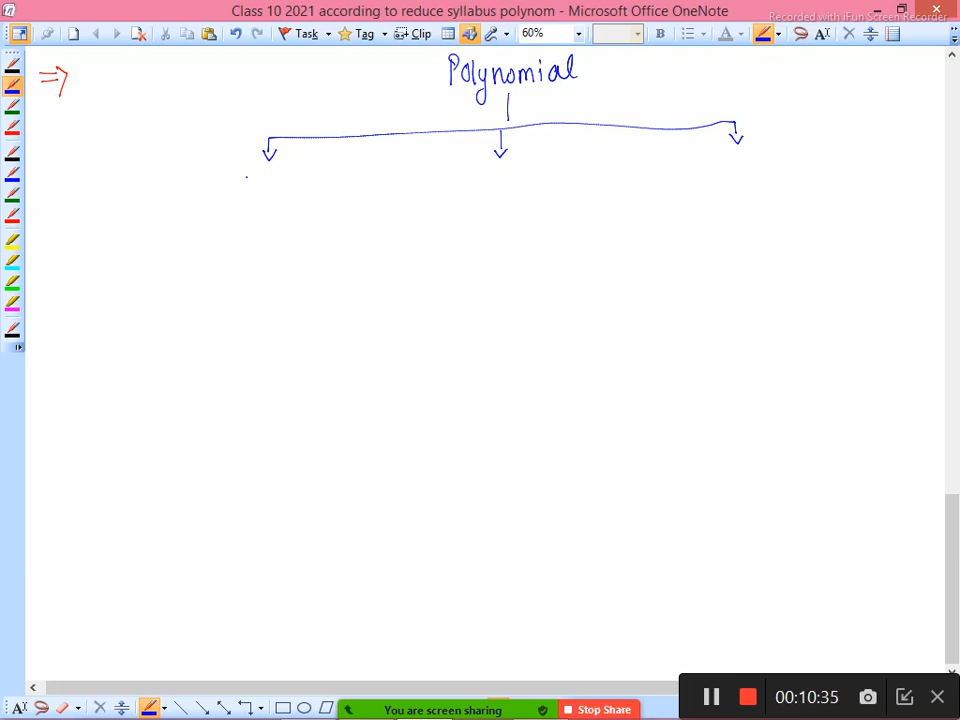 Class 10 2021 according to reduce syllabus polynom - Microsoft Office OneNote
Recorded with iFun Screen Recorder
Task Tag Clip 60% B A A
⇒ Polynomial
A You are screen sharing Stop Share
00:10:35